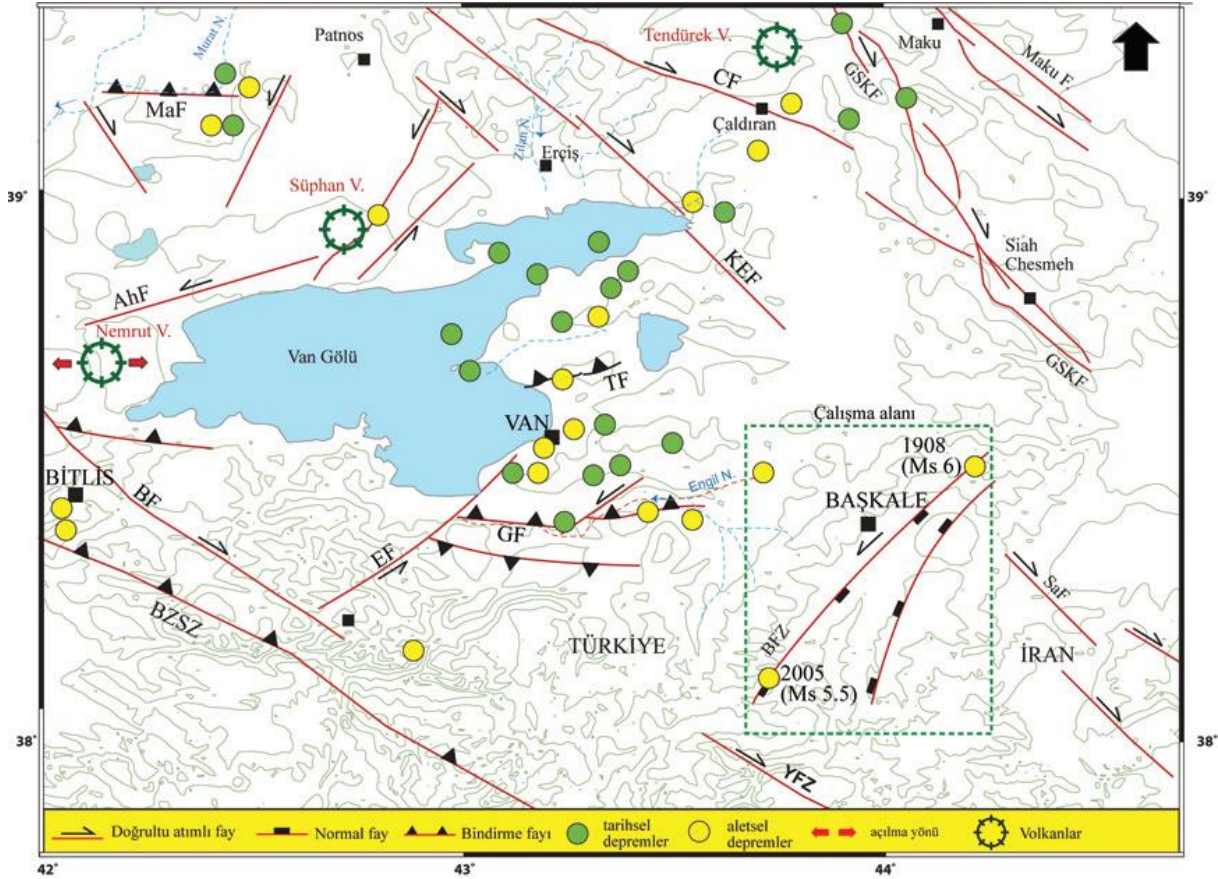 Murat N.
Patnos
Tendürek V.
Maku
Maku F.
GSKF
CF
MaF
Çaldıran
Zilan N.
Erçiş
39°
39°
Süphan V.
Siah
Chesmeh
KEF
AhF
Nemrut V.
Van Gölü
GSKF
TF
Çalışma alanı
VAN
1908
(Ms 6)
BİTLİS
BF
Engil N.
BAŞKALE
GF
EF
SaF
BZSZ
TÜRKİYE
BFZ
İRAN
2005
(Ms 5.5)
38°
38°
YFZ
Doğrultu atımlı fay
Normal fay
Bindirme fayı
tarihsel
depremler
aletsel
depremler
açılma yönü
Volkanlar
42°
43°
44°